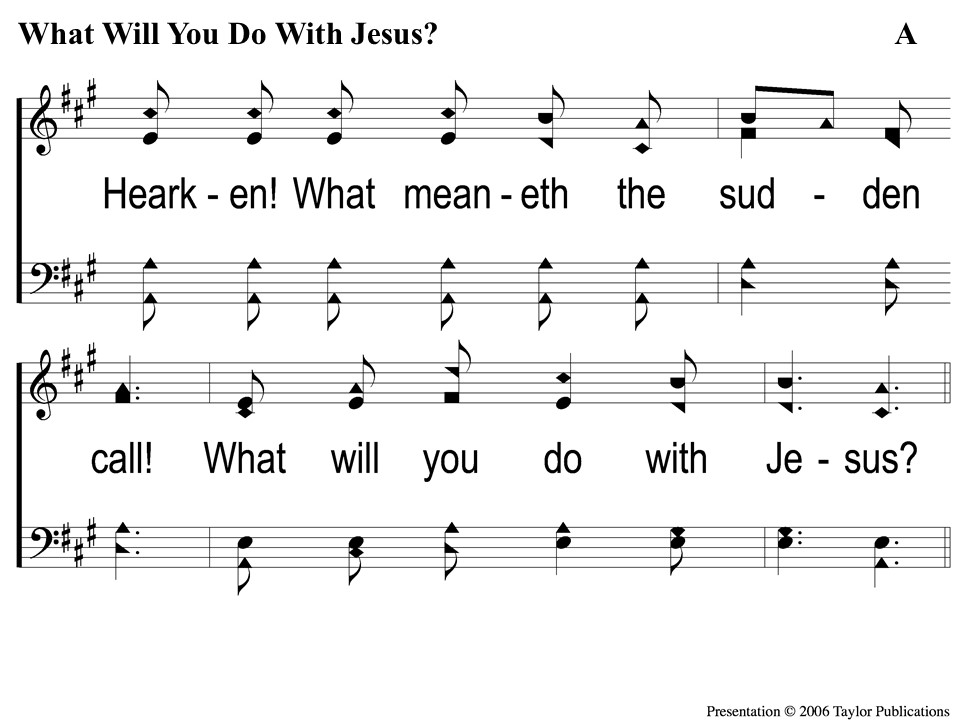 What Will You Do With Jesus? A
Heark - en! What mean - eth the sud - den
call! What will you do with Je - sus?
Presentation © 2006 Taylor Publications